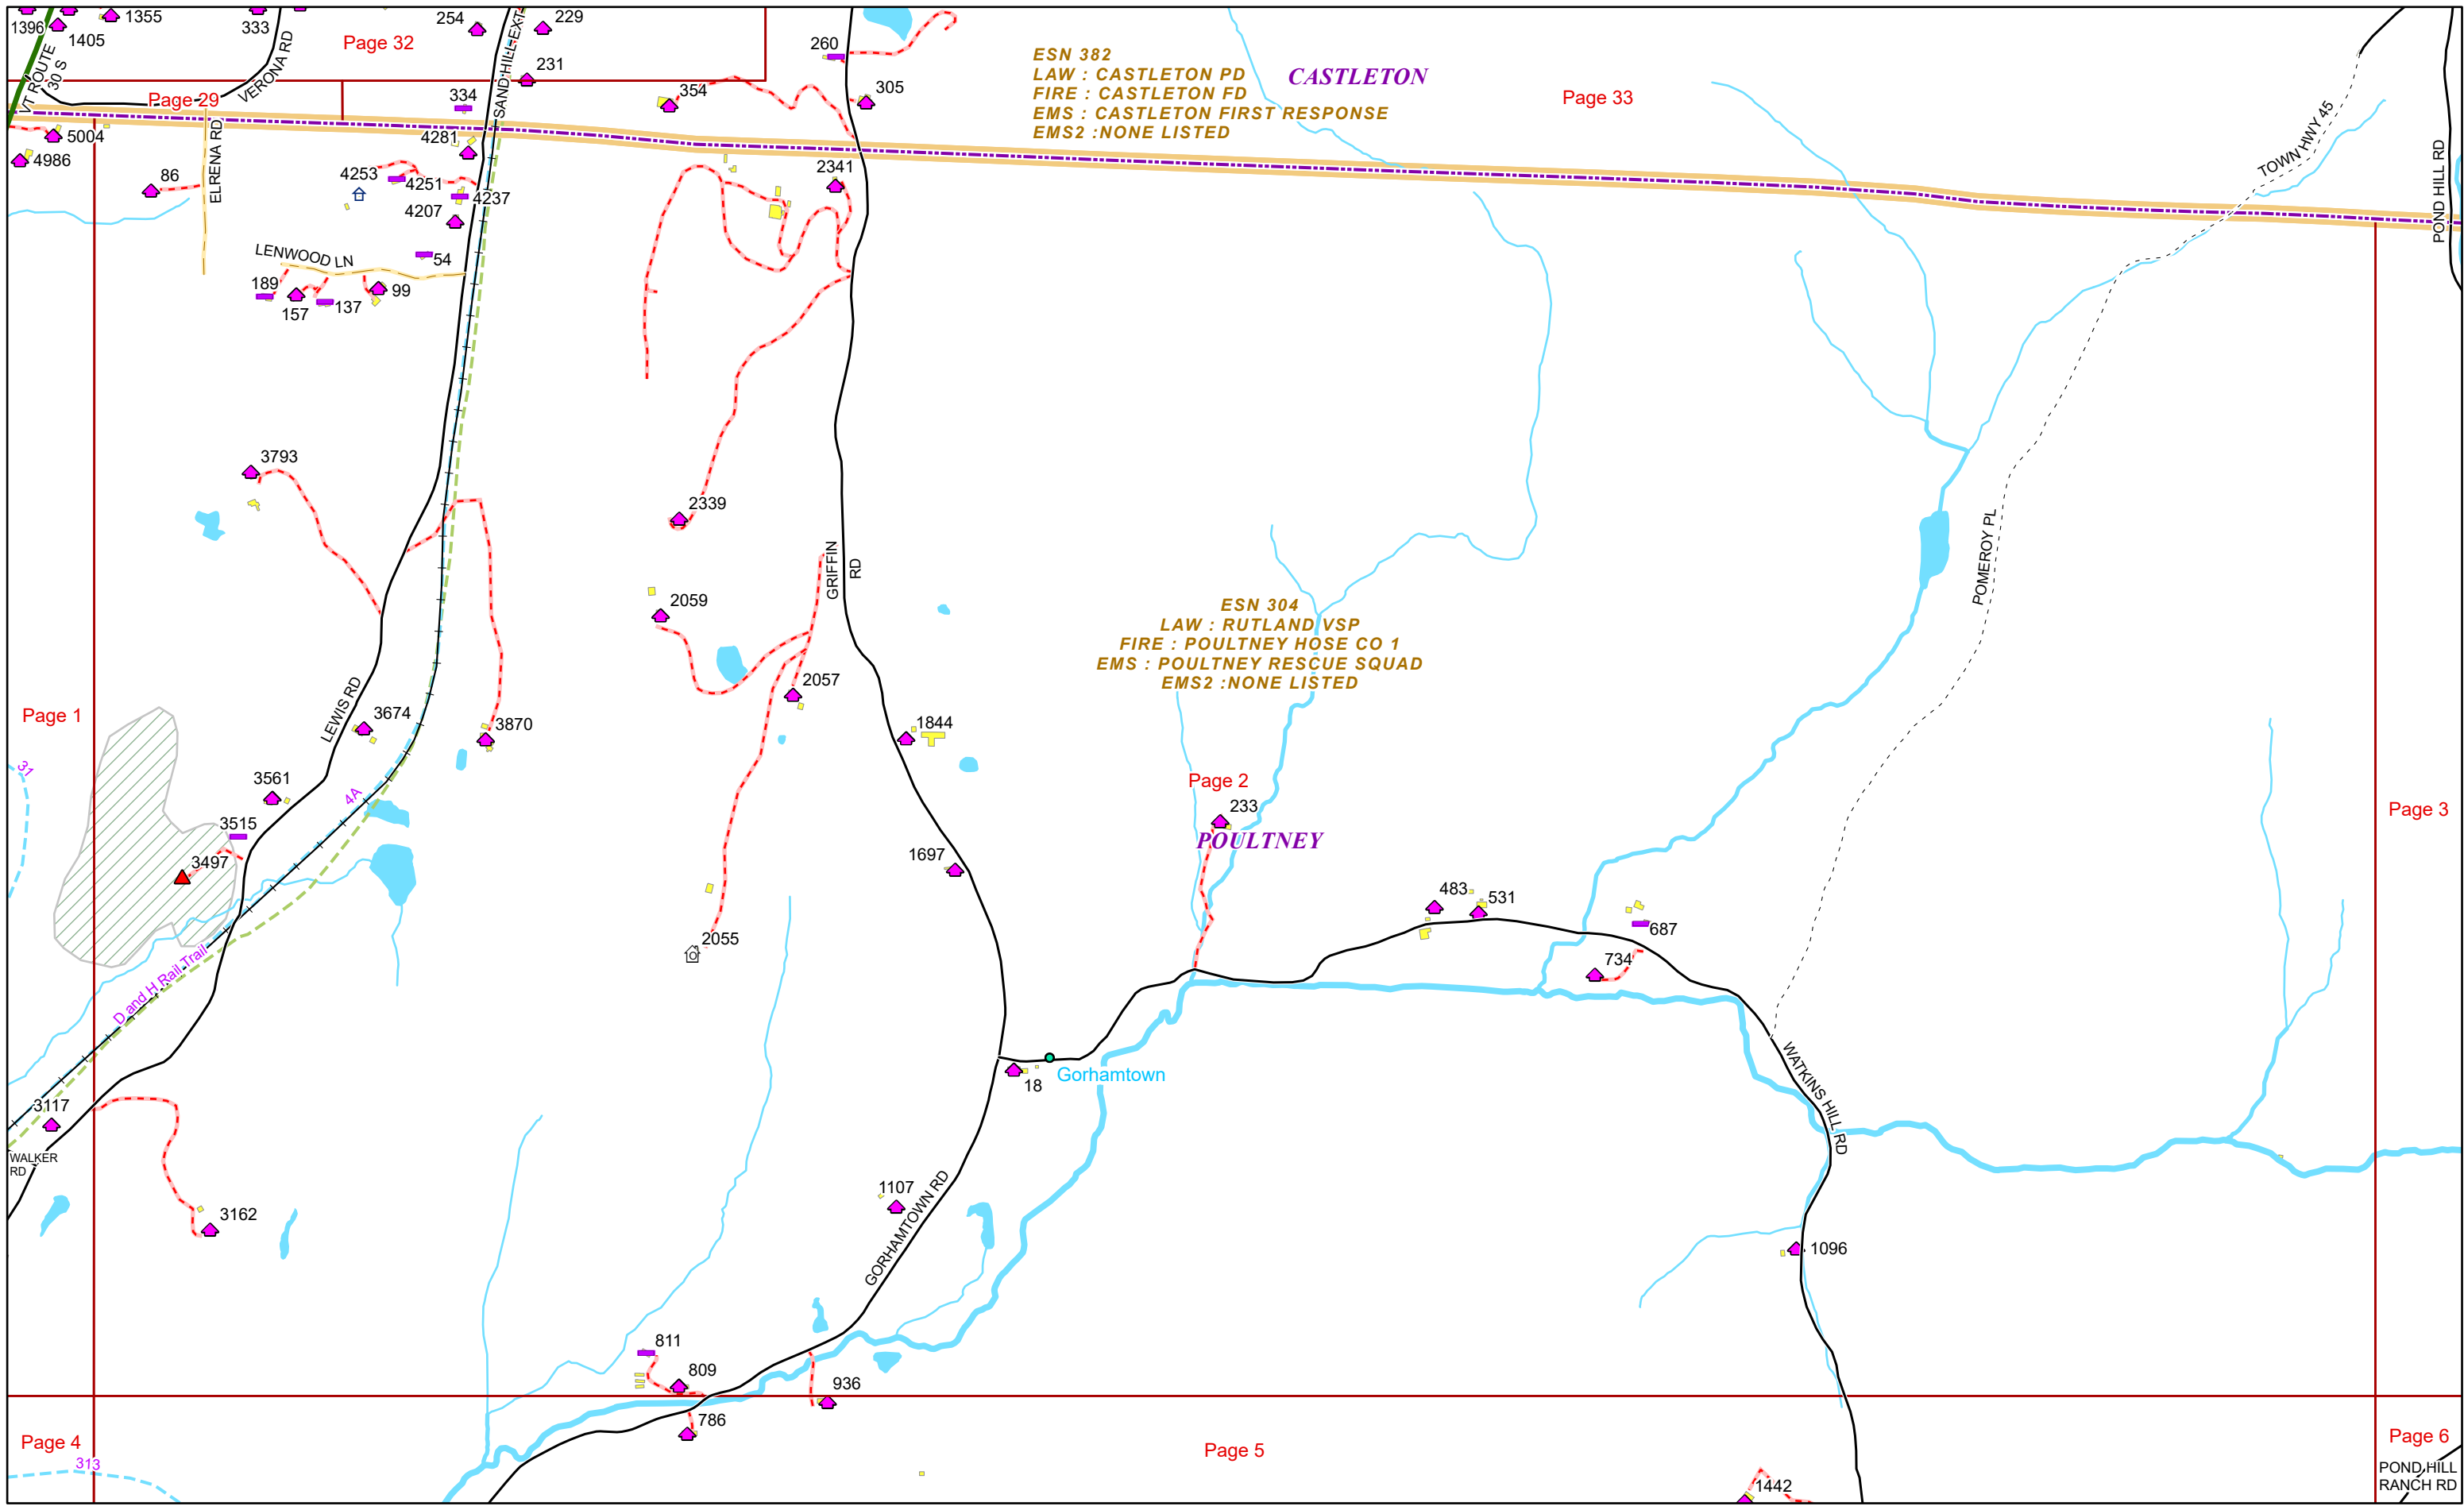 1396
1405
1355
333
254
229
Page 32
VERONA RD
SAND HILL EXT
231
260
354
305
ESN 382
LAW : CASTLETON PD
FIRE : CASTLETON FD
EMS : CASTLETON FIRST RESPONSE
EMS2 :NONE LISTED
CASTLETON
Page 33
VT ROUTE
30 S
Page 29
334
TOWN HWY 45
POND HILL RD
5004
4986
4281
ELRENA RD
86
4253
4251
4237
4207
2341
LENWOOD LN
54
189
157
137
99
3793
2339
GRIFFIN
RD
POMEROY PL
2059
ESN 304
LAW : RUTLAND VSP
FIRE : POULTNEY HOSE CO 1
EMS : POULTNEY RESCUE SQUAD
EMS2 :NONE LISTED
2057
LEWIS RD
Page 1
3674
3870
1844
31
3561
4A
Page 2
233
POULTNEY
Page 3
3515
3497
1697
483
531
687
734
2055
D and H Rail Trail
18
Gorhamtown
WATKINS HILL RD
3117
WALKER
RD
3162
1107
GORHAMTOWN RD
1096
811
809
936
786
Page 4
313
Page 5
Page 6
POND HILL
RANCH RD
1442